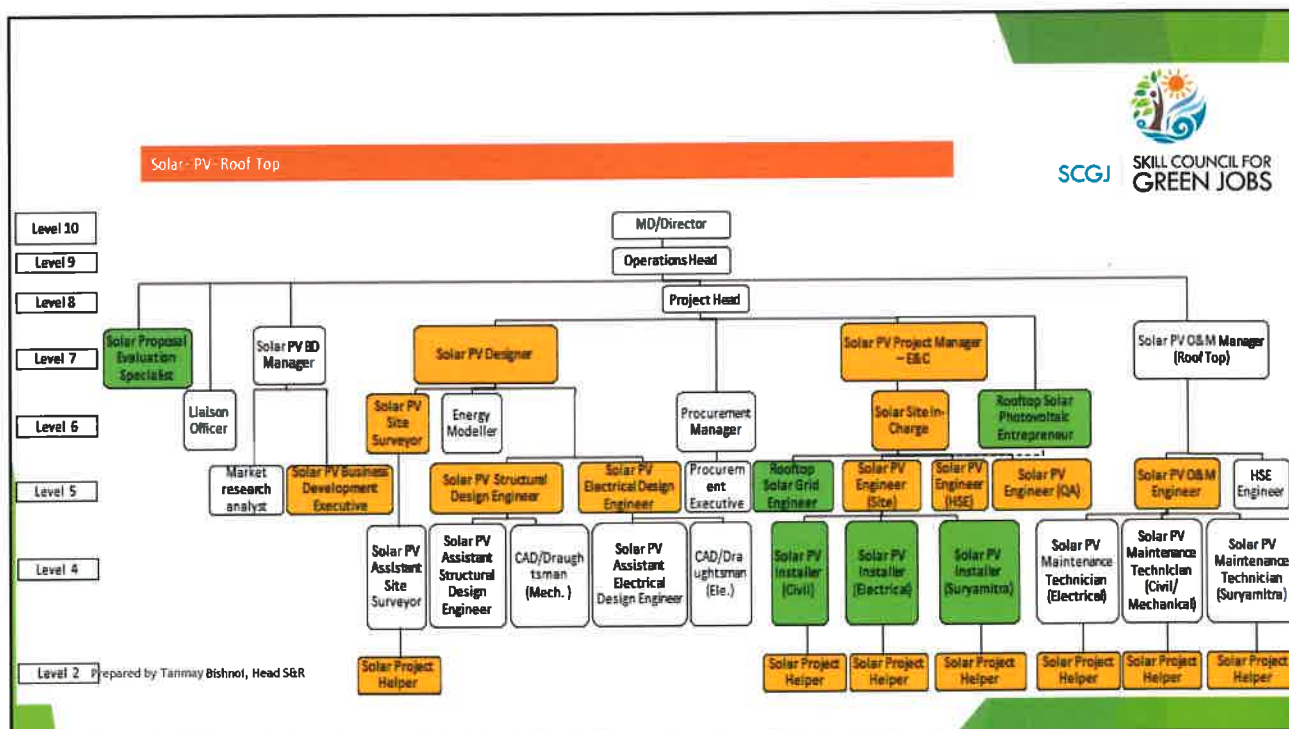 SCGJ
SKILL COUNCIL FOR
GREEN JOBS
Solar-PV-Roof Top
Level 10
MD/Director
Level 9
Operations Head
Level 8
Project Head
Level 7
Solar Proposal
Evaluation
Specialist
Solar PV BD
Manager
Solar PV Designer
Solar PV Project Manager
– E&C
Solar PV O&M Manager
(Roof Top)
Level 6
Liaison
Officer
Solar PV
Site
Surveyor
Energy
Modeller
Procurement
Manager
Solar Site In-
Charge
Rooftop Solar
Photovoltaic
Entrepreneur
Level 5
Market
research
analyst
Solar PV Business
Development
Executive
Solar PV Structural
Design Engineer
Solar PV
Electrical Design
Engineer
Procurem
ent
Executive
Rooftop
Solar Grid
Engineer
Solar PV
Engineer
(Site)
Solar PV
Engineer
(HSE)
Solar PV
Engineer (QA)
Solar PV O&M
Engineer
HSE
Engineer
Level 4
Solar PV
Assistant
Site
Surveyor
Solar PV
Assistant
Structural
Design
Engineer
CAD/Draugh
tsman
(Mech. )
Solar PV
Assistant
Electrical
Design Engineer
CAD/Dra
ughtsman
(Ele.)
Solar PV
Installer
(Civil)
Solar PV
Installer
(Electrical)
Solar PV
Installer
(Suryamitra)
Solar PV
Maintenance
Technician
(Electrical)
Solar PV
Maintenance
Technician
(Civil/
Mechanical)
Solar PV
Maintenance
Technician
(Suryamitra)
Level 2
Prepared by Tanmay Bishnoi, Head S&R
Solar Project
Helper
Solar Project
Helper
Solar Project
Helper
Solar Project
Helper
Solar Project
Helper
Solar Project
Helper
Solar Project
Helper